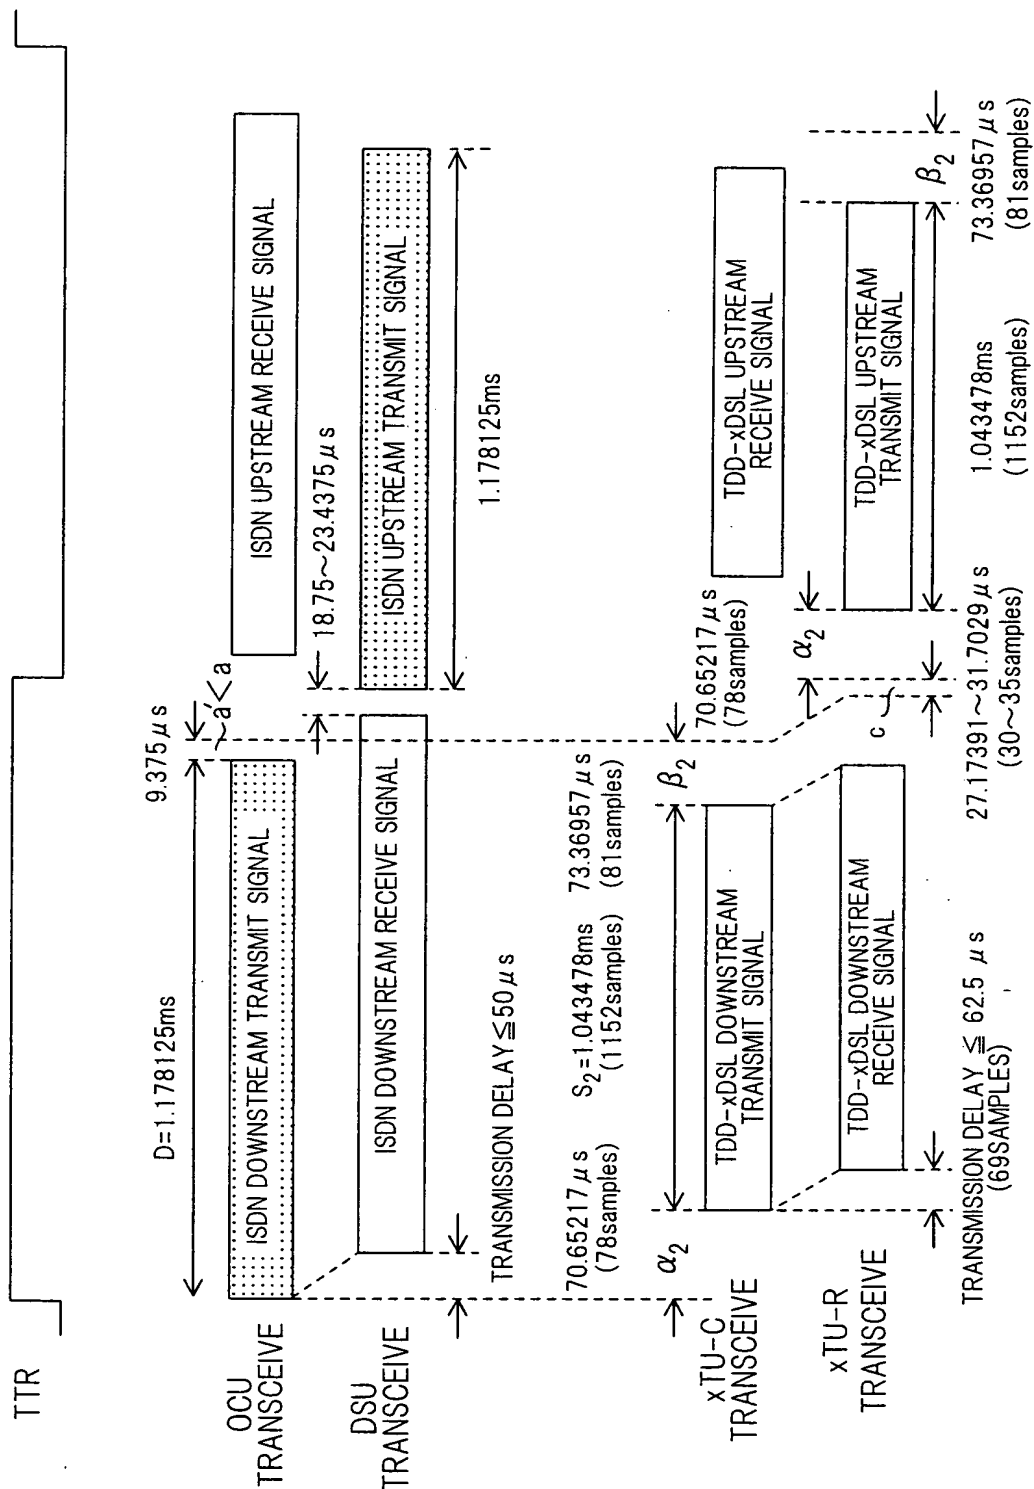 TTR
OCU
TRANSCEIVE
D=1.178125ms
9.375μs
ISDN DOWNSTREAM TRANSMIT SIGNAL
a'<a
ISDN UPSTREAM RECEIVE SIGNAL
DSU
TRANSCEIVE
ISDN DOWNSTREAM RECEIVE SIGNAL
18.75~23.4375μs
ISDN UPSTREAM TRANSMIT SIGNAL
1.178125ms
TRANSMISSION DELAY≦50μs
70.65217μs
(78samples)
α2
S2=1.043478ms
(1152samples)
73.36957μs
(81samples)
β2
xTU-C
TRANSCEIVE
TDD-xDSL DOWNSTREAM
TRANSMIT SIGNAL
70.65217μs
(78samples)
α2
TDD-xDSL UPSTREAM
RECEIVE SIGNAL
xTU-R
TRANSCEIVE
TDD-xDSL DOWNSTREAM
RECEIVE SIGNAL
c
TDD-xDSL UPSTREAM
TRANSMIT SIGNAL
β2
TRANSMISSION DELAY ≦ 62.5 μs
(69SAMPLES)
27.17391~31.7029μs
(30~35samples)
1.043478ms
(1152samples)
73.36957μs
(81samples)